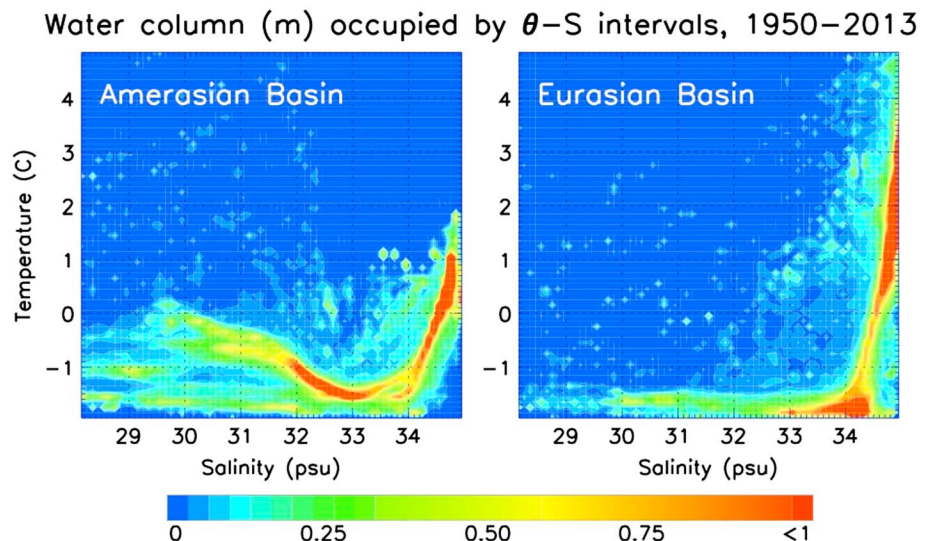 Water column (m) occupied by θ−S intervals, 1950−2013
Amerasian Basin
Eurasian Basin
Temperature (C)
4
3
2
1
0
−1
4
3
2
1
0
−1
29 30 31 32 33 34
29 30 31 32 33 34
Salinity (psu)
Salinity (psu)
0 0.25 0.50 0.75 <1